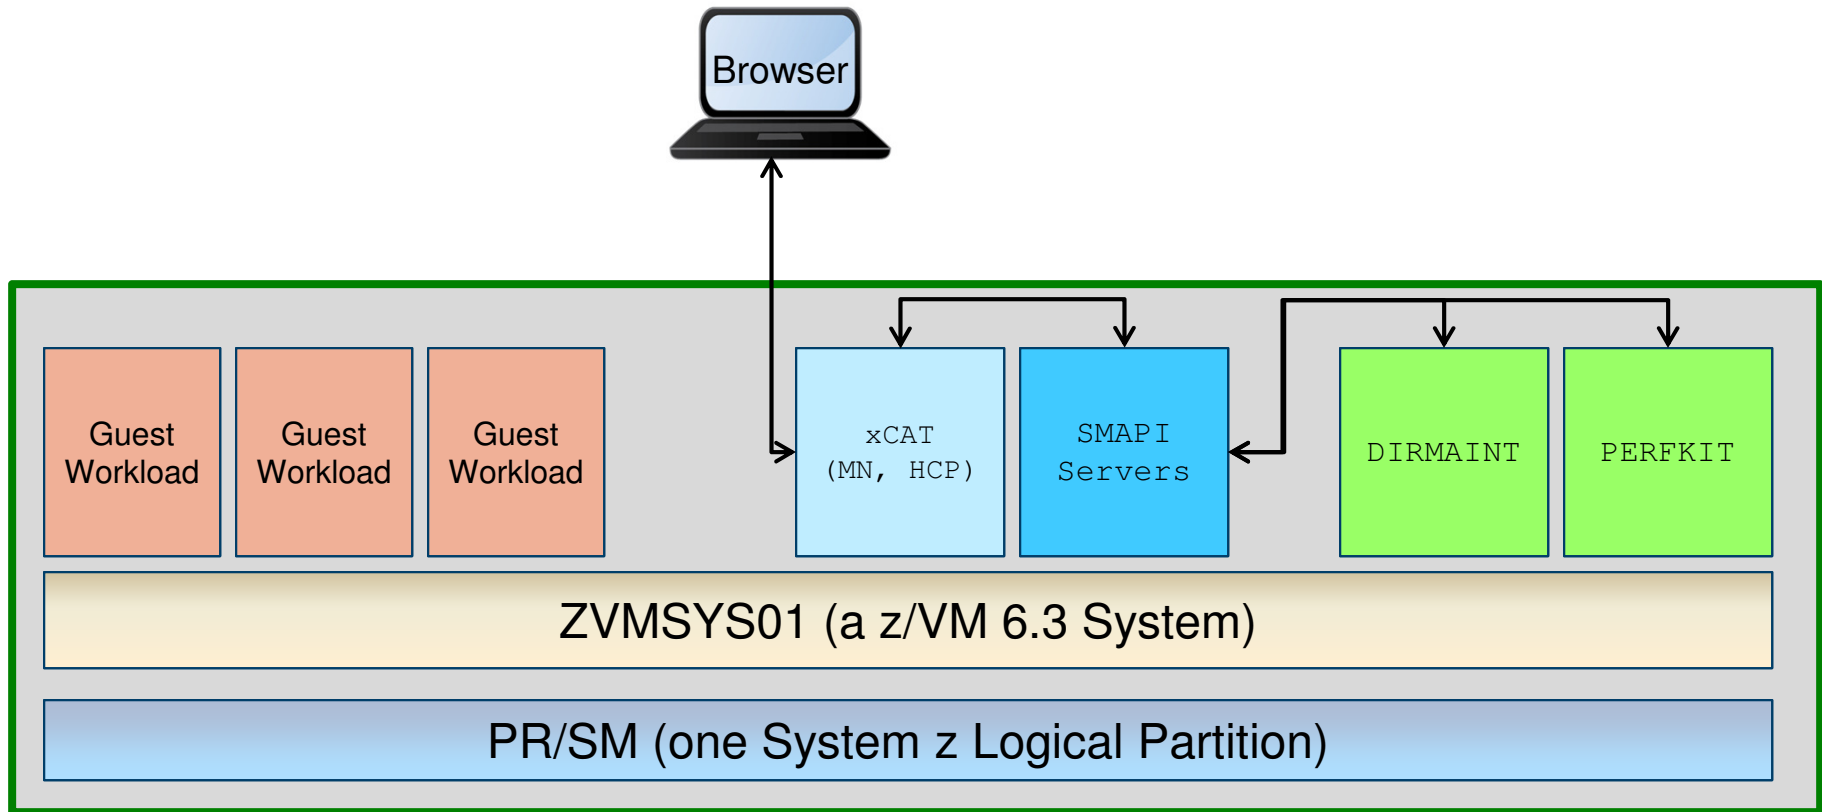 Browser
Guest
Workload
Guest
Workload
Guest
Workload
xCAT
(MN, HCP)
SMAPI
Servers
DIRMAINT
PERFKIT
ZVMSYS01 (a z/VM 6.3 System)
PR/SM (one System z Logical Partition)